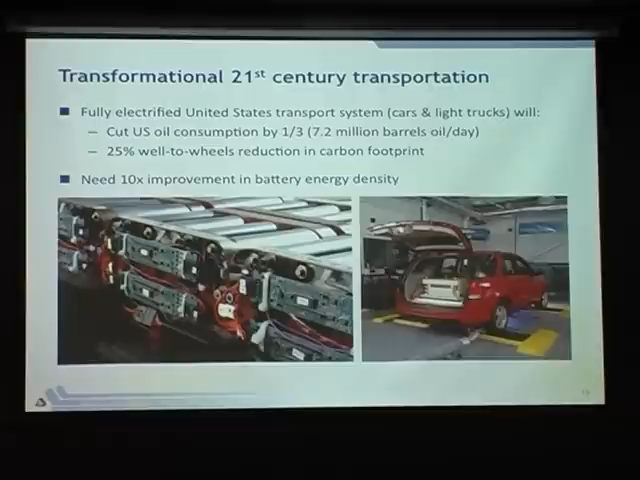 Transformational 21st century transportation
■ Fully electrified United States transport system (cars & light trucks) will:
– Cut US oil consumption by 1/3 (7.2 million barrels oil/day)
– 25% well-to-wheels reduction in carbon footprint
■ Need 10x improvement in battery energy density